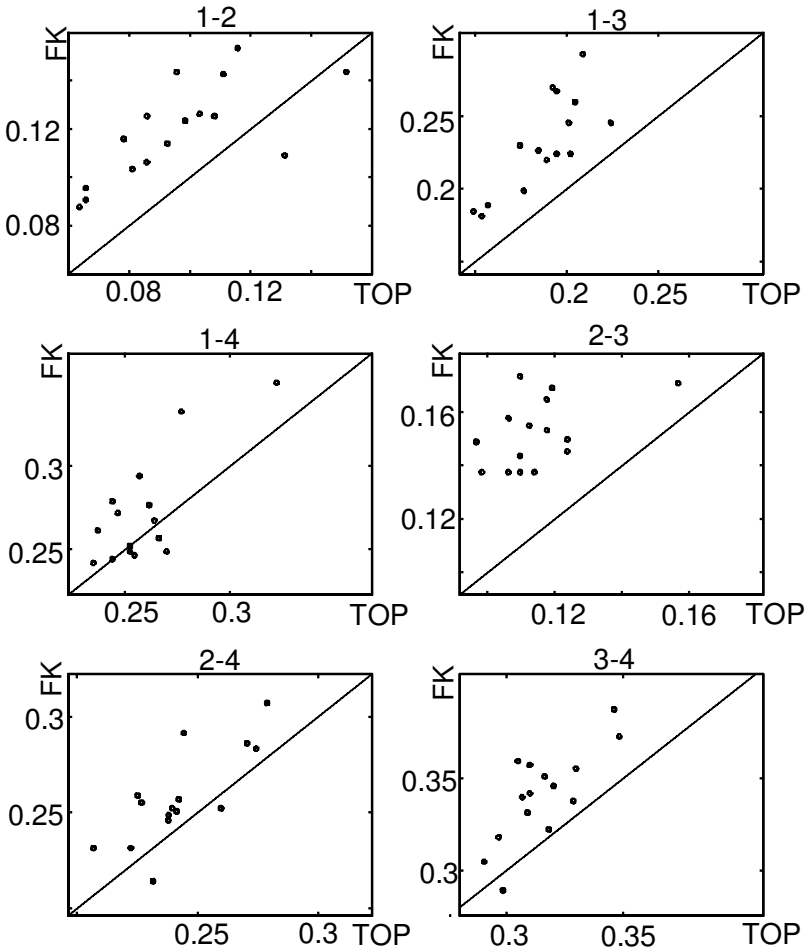 1-2
FK
0.12
0.08
0.08 0.12 TOP
1-3
FK
0.25
0.2
0.2 0.25 TOP
1-4
FK
0.3
0.25
0.25 0.3 TOP
2-3
FK
0.16
0.12
0.12 0.16 TOP
2-4
FK
0.3
0.25
0.25 0.3 TOP
3-4
FK
0.35
0.3
0.3 0.35 TOP